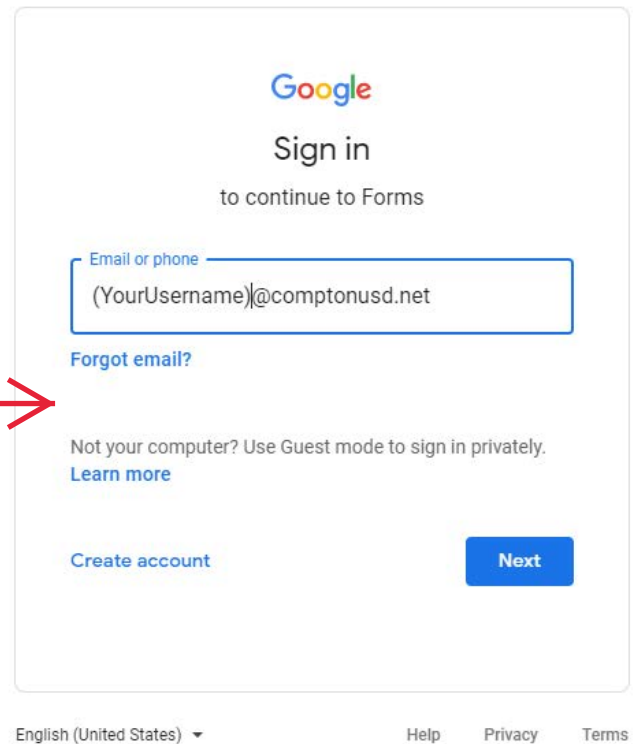 Google
Sign in
to continue to Forms
Email or phone
(YourUsername)@comptonusd.net
Forgot email?
Not your computer? Use Guest mode to sign in privately.
Learn more
Create account
Next
English (United States)
Help Privacy Terms